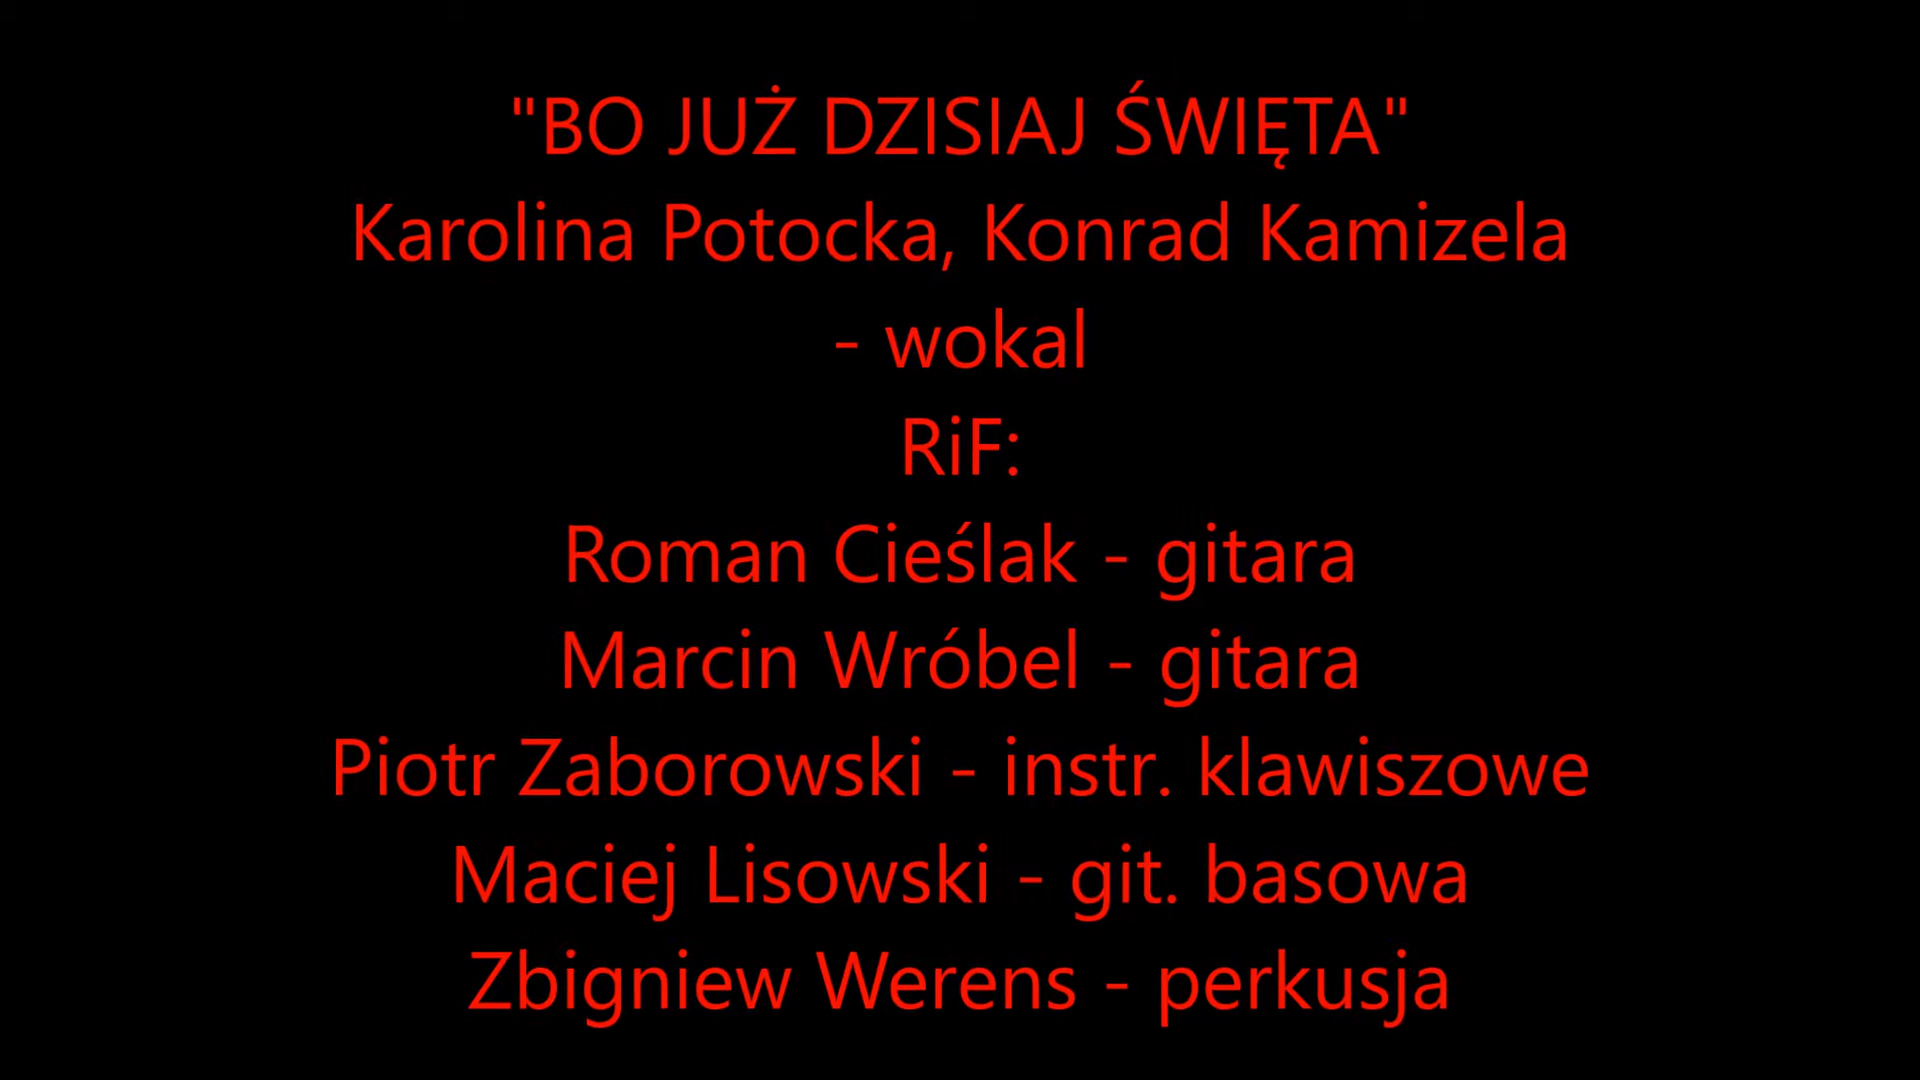 "BO JUŻ DZISIAJ ŚWIĘTA"
Karolina Potocka, Konrad Kamizela
- wokal
RiF:
Roman Cieślak - gitara
Marcin Wróbel - gitara
Piotr Zaborowski - instr. klawiszowe
Maciej Lisowski - git. basowa
Zbigniew Werens - perkusja